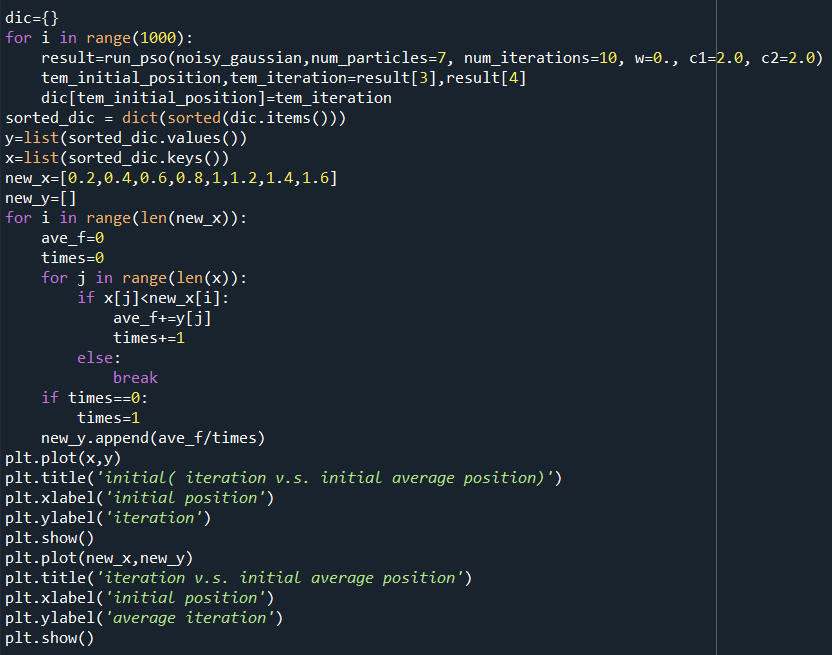 dic={}
for i in range(1000):
    result=run_pso(noisy_gaussian,num_particles=7, num_iterations=10, w=0., c1=2.0, c2=2.0)
    tem_initial_position,tem_iteration=result[3],result[4]
    dic[tem_initial_position]=tem_iteration
sorted_dic = dict(sorted(dic.items()))
y=list(sorted_dic.values())
x=list(sorted_dic.keys())
new_x=[0.2,0.4,0.6,0.8,1,1.2,1.4,1.6]
new_y=[]
for i in range(len(new_x)):
    ave_f=0
    times=0
    for j in range(len(x)):
        if x[j]<new_x[i]:
            ave_f+=y[j]
            times+=1
        else:
            break
    if times==0:
        times=1
    new_y.append(ave_f/times)
plt.plot(x,y)
plt.title('initial( iteration v.s. initial average position)')
plt.xlabel('initial position')
plt.ylabel('iteration')
plt.show()
plt.plot(new_x,new_y)
plt.title('iteration v.s. initial average position')
plt.xlabel('initial position')
plt.ylabel('average iteration')
plt.show()